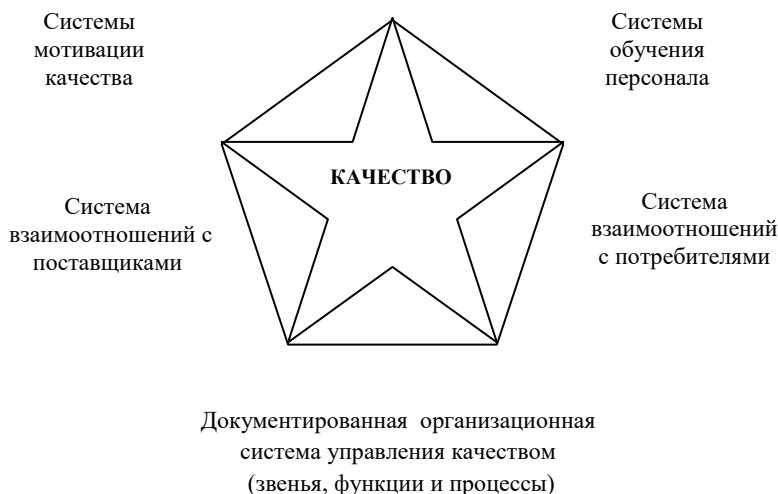 Системы
мотивации
качества
Системы
обучения
персонала
КАЧЕСТВО
Система
взаимоотношений с
поставщиками
Система
взаимоотношений
с потребителями
Документированная организационная
система управления качеством
(звенья, функции и процессы)